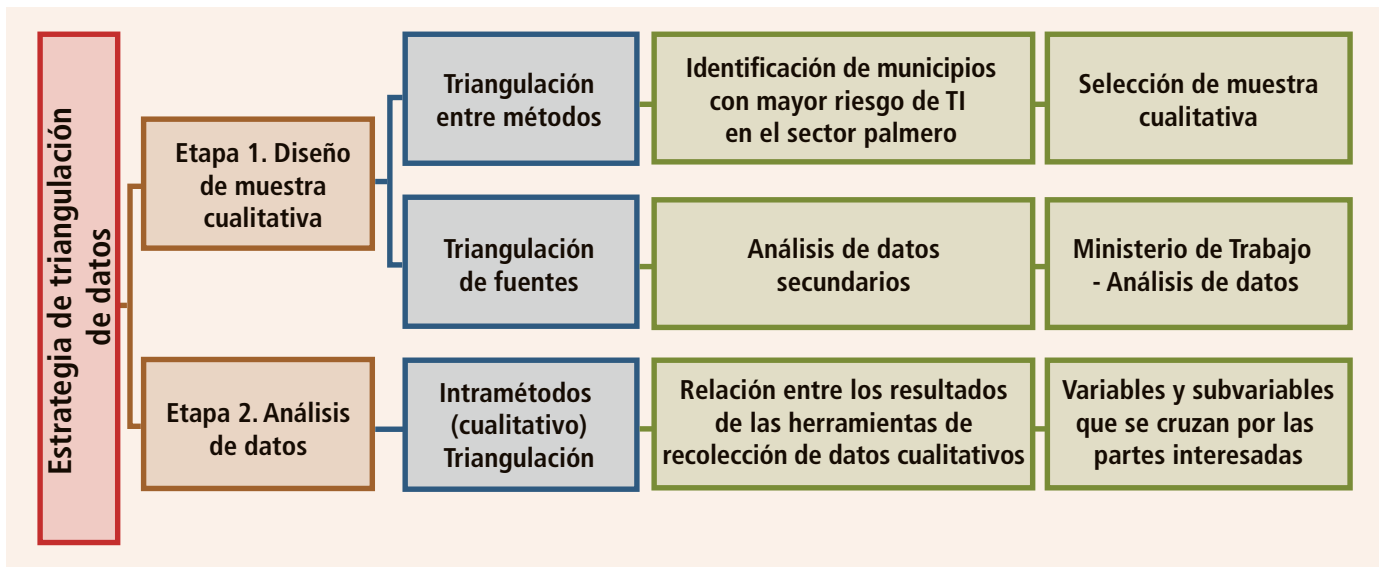 Estrategia de triangulación
de datos
Etapa 1. Diseño
de muestra
cualitativa
Triangulación
entre métodos
Identificación de municipios
con mayor riesgo de TI
en el sector palmero
Selección de muestra
cualitativa
Triangulación
de fuentes
Análisis de datos
secundarios
Ministerio de Trabajo
- Análisis de datos
Etapa 2. Análisis
de datos
Intramétodos
(cualitativo)
Triangulación
Relación entre los resultados
de las herramientas de
recolección de datos cualitativos
Variables y subvariables
que se cruzan por las
partes interesadas